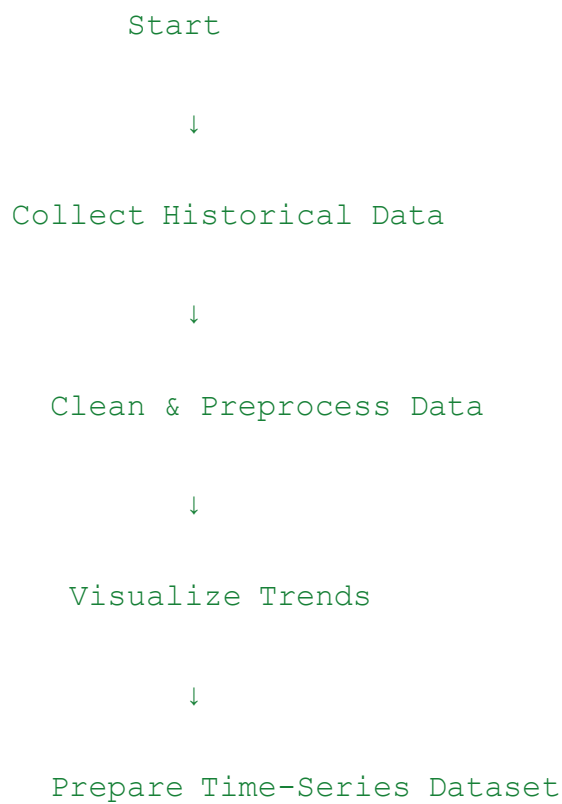 Start
↓
Collect Historical Data
↓
Clean & Preprocess Data
↓
Visualize Trends
↓
Prepare Time-Series Dataset